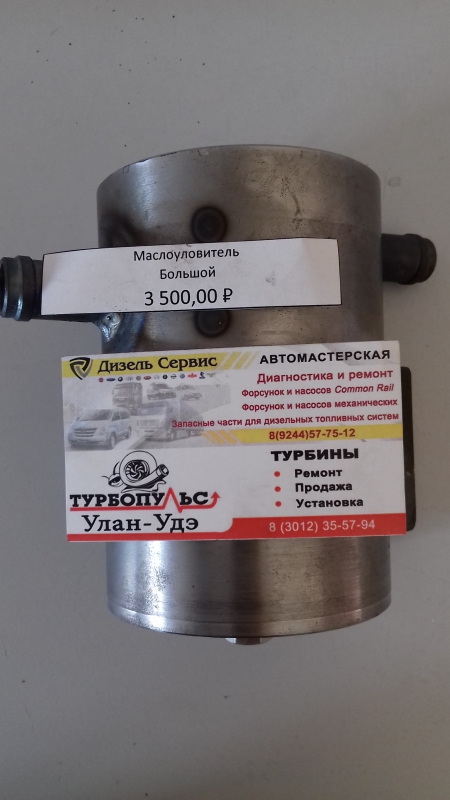 Маслоуловитель
Большой
3 500,00 ₽
Дизель Сервис
АВТОМАСТЕРСКАЯ
Диагностика и ремонт
Форсунок и насосов Common Rail
Форсунок и насосов механических
Запасные части для дизельных топливных систем
8(9244)57-75-12
ТУРБОПУЛЬС
Улан-Удэ
ТУРБИНЫ
• Ремонт
• Продажа
• Установка
8 (3012) 35-57-94